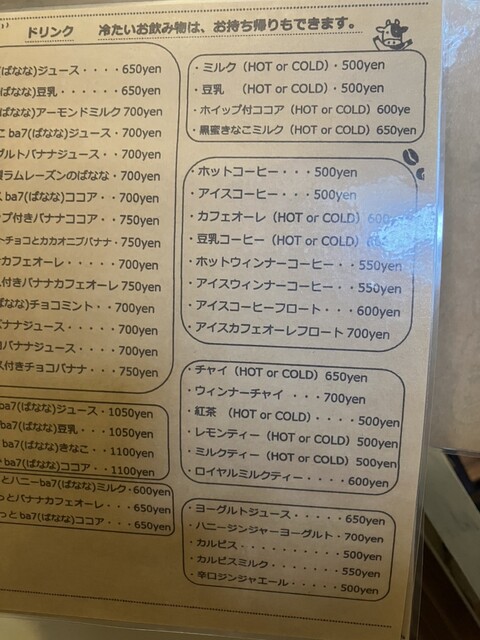 ドリンク 冷たいお飲み物は、お持ち帰りもできます。
(ばなな)ジュース・・・・650yen
ba7(ばなな)豆乳・・・・・650yen
(ばなな)アーモンドミルク700yen
ba7(ばなな)ジュース・700yen
グルトバナナジュース・・700yen
ラムレーズンのばなな・700yen
ba7(ばなな)ココア・・700yen
プ付きバナナココア・・750yen
チョコとカカオニブバナナ・750yen
カフェオーレ・・・・・700yen
付きバナナカフェオーレ 750yen
ばなな)チョコミント・・700yen
バナナジュース・・・・・700yen
バナナジュース・・・・700yen
付きチョコバナナ・・・750yen
ba7(ばなな)ジュース・1050yen
ba7(ばなな)豆乳・・・1050yen
ba7(ばなな)きなこ・・1100yen
ba7(ばなな)ココア・・1100yen
とハニーba7(ばなな)ミルク・600yen
っとバナナカフェオーレ・・・650yen
っとba7(ばなな)ココア・・・650yen
・ミルク(HOT or COLD)・500yen
・豆乳 (HOT or COLD)・500yen
・ホイップ付ココア(HOT or COLD)600ye
・黒蜜きなこミルク(HOT or COLD)650yen
・ホットコーヒー・・・500yen
・アイスコーヒー・・・500yen
・カフェオーレ(HOT or COLD)600
・豆乳コーヒー(HOT or COLD)
・ホットウィンナーコーヒー・・550yen
・アイスウィンナーコーヒー・・550yen
・アイスコーヒーフロート・・・600yen
・アイスカフェオーレフロート 700yen
・チャイ(HOT or COLD)650yen
・ウィンナーチャイ・・・700yen
・紅茶(HOT or COLD)・・・・500yen
・レモンティー(HOT or COLD)500yen
・ミルクティー(HOT or COLD)500yen
・ロイヤルミルクティー・・・・600yen
・ヨーグルトジュース・・・・・650yen
・ハニージンジャーヨーグルト・700yen
・カルピス・・・・・・・・・・500yen
・カルピスミルク・・・・・・・550yen
・辛口ジンジャエール・・・・・500yen